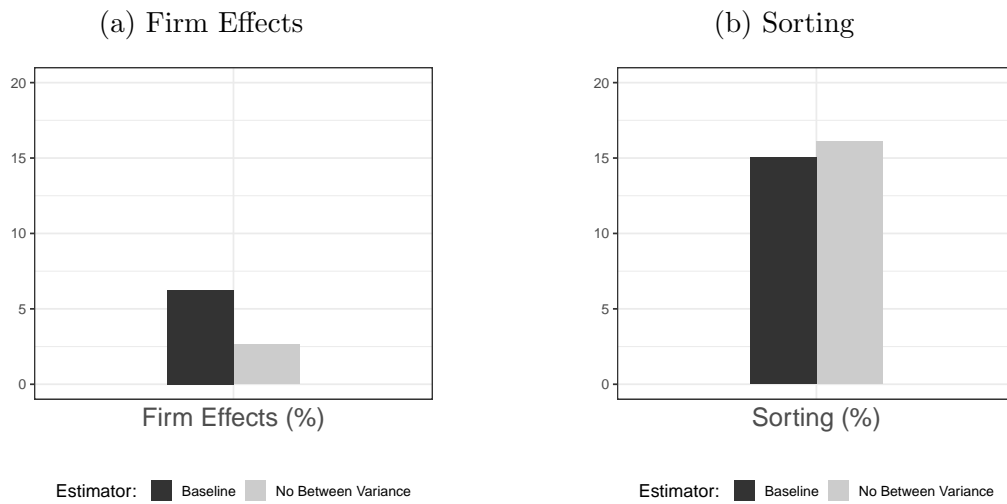 (a) Firm Effects
20
15
10
5
0
Firm Effects (%)
Estimator: Baseline No Between Variance
(b) Sorting
20
15
10
5
0
Sorting (%)
Estimator: Baseline No Between Variance